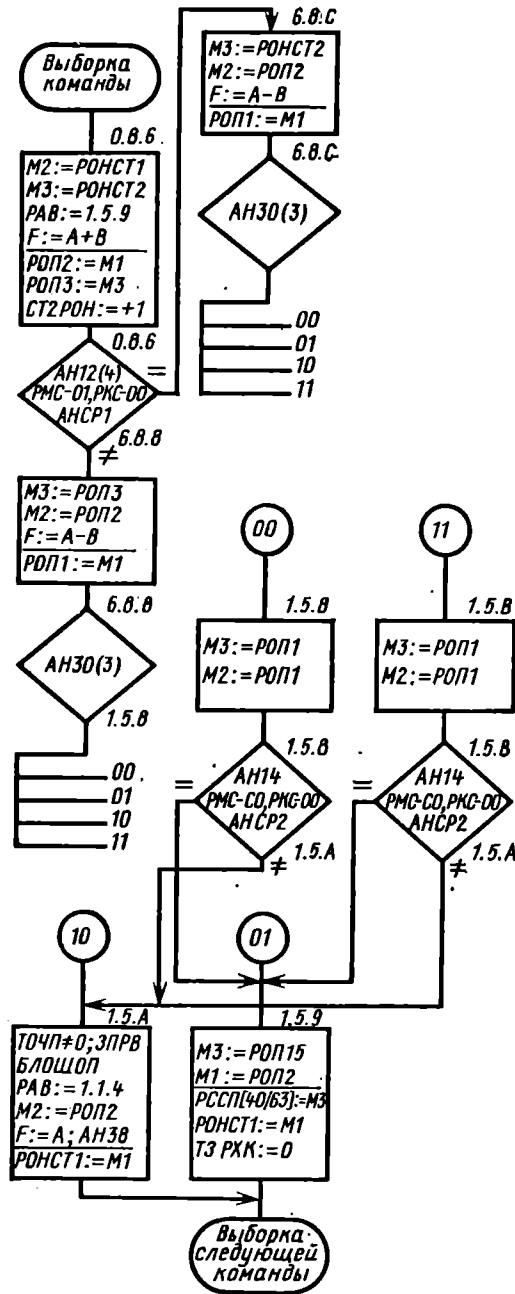 Выборка
команды
0.8.6
М2:=РОНСТ1
М3:=РОНСТ2
РАВ:=1.5.9
F:=A+B
РОП2:=М1
РОП3:=М3
СТ2РОН:=+1
0.8.6
АН12(4)
РМС-01,РКС-00
АНСР1
=
≠
6.8.8
М3:=РОП3
М2:=РОП2
F:=A-B
РОП1:=М1
6.8.8
АН30(3)
1.5.8
00
01
10
11
6.8.C
М3:=РОНСТ2
М2:=РОП2
F:=A-B
РОП1:=М1
6.8.C
АН30(3)
00
01
10
11
00
1.5.8
М3:=РОП1
М2:=РОП1
1.5.8
=
АН14
РМС-С0,РКС-00
АНСР2
≠
1.5.A
11
1.5.8
М3:=РОП1
М2:=РОП1
1.5.8
=
АН14
РМС-С0,РКС-00
АНСР2
≠
1.5.A
10
1.5.A
ТОЧП≠0;ЗПРВ
БЛОШОП
РАВ:=1.1.4
М2:=РОП2
F:=A;АН38
РОНСТ1:=М1
01
1.5.9
М3:=РОП15
М1:=РОП2
РССП[40/63]:=М3
РОНСТ1:=М1
ТЗ РХК:=0
Выборка
следующей
команды